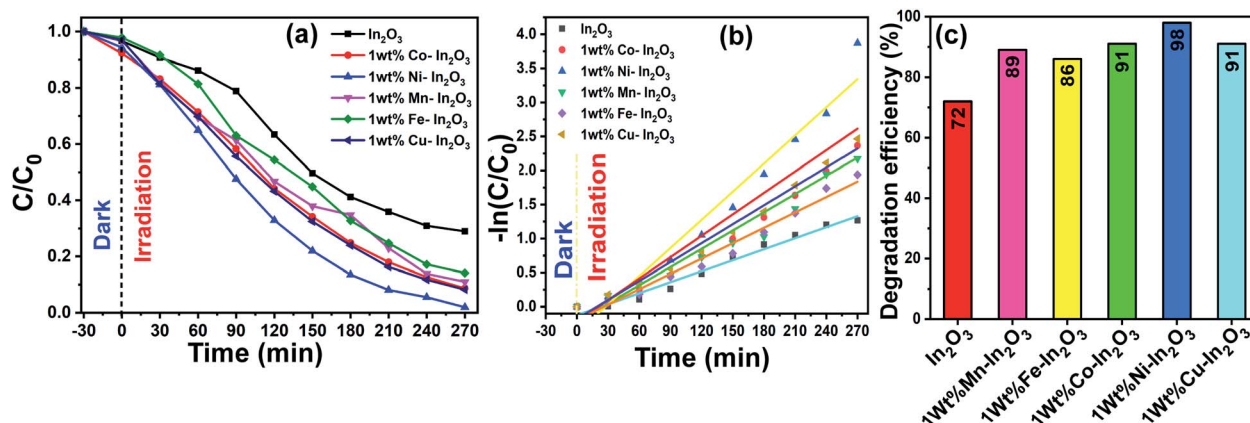 (a)
In₂O₃
1wt% Co- In₂O₃
1wt% Ni- In₂O₃
1wt% Mn- In₂O₃
1wt% Fe- In₂O₃
1wt% Cu- In₂O₃
C/C₀
1.0
0.8
0.6
0.4
0.2
0.0
Dark
Irradiation
-30 0 30 60 90 120 150 180 210 240 270
Time (min)
(b)
In₂O₃
1wt% Co- In₂O₃
1wt% Ni- In₂O₃
1wt% Mn- In₂O₃
1wt% Fe- In₂O₃
1wt% Cu- In₂O₃
-ln(C/C₀)
4.0
3.5
3.0
2.5
2.0
1.5
1.0
0.5
0.0
Dark
Irradiation
-30 0 30 60 90 120 150 180 210 240 270
Time (min)
(c)
Degradation efficiency (%)
100
80
60
40
20
0
72
89
86
91
98
91
In₂O₃
1Wt%Mn-In₂O₃
1Wt%Fe-In₂O₃
1Wt%Co-In₂O₃
1Wt%Ni-In₂O₃
1Wt%Cu-In₂O₃